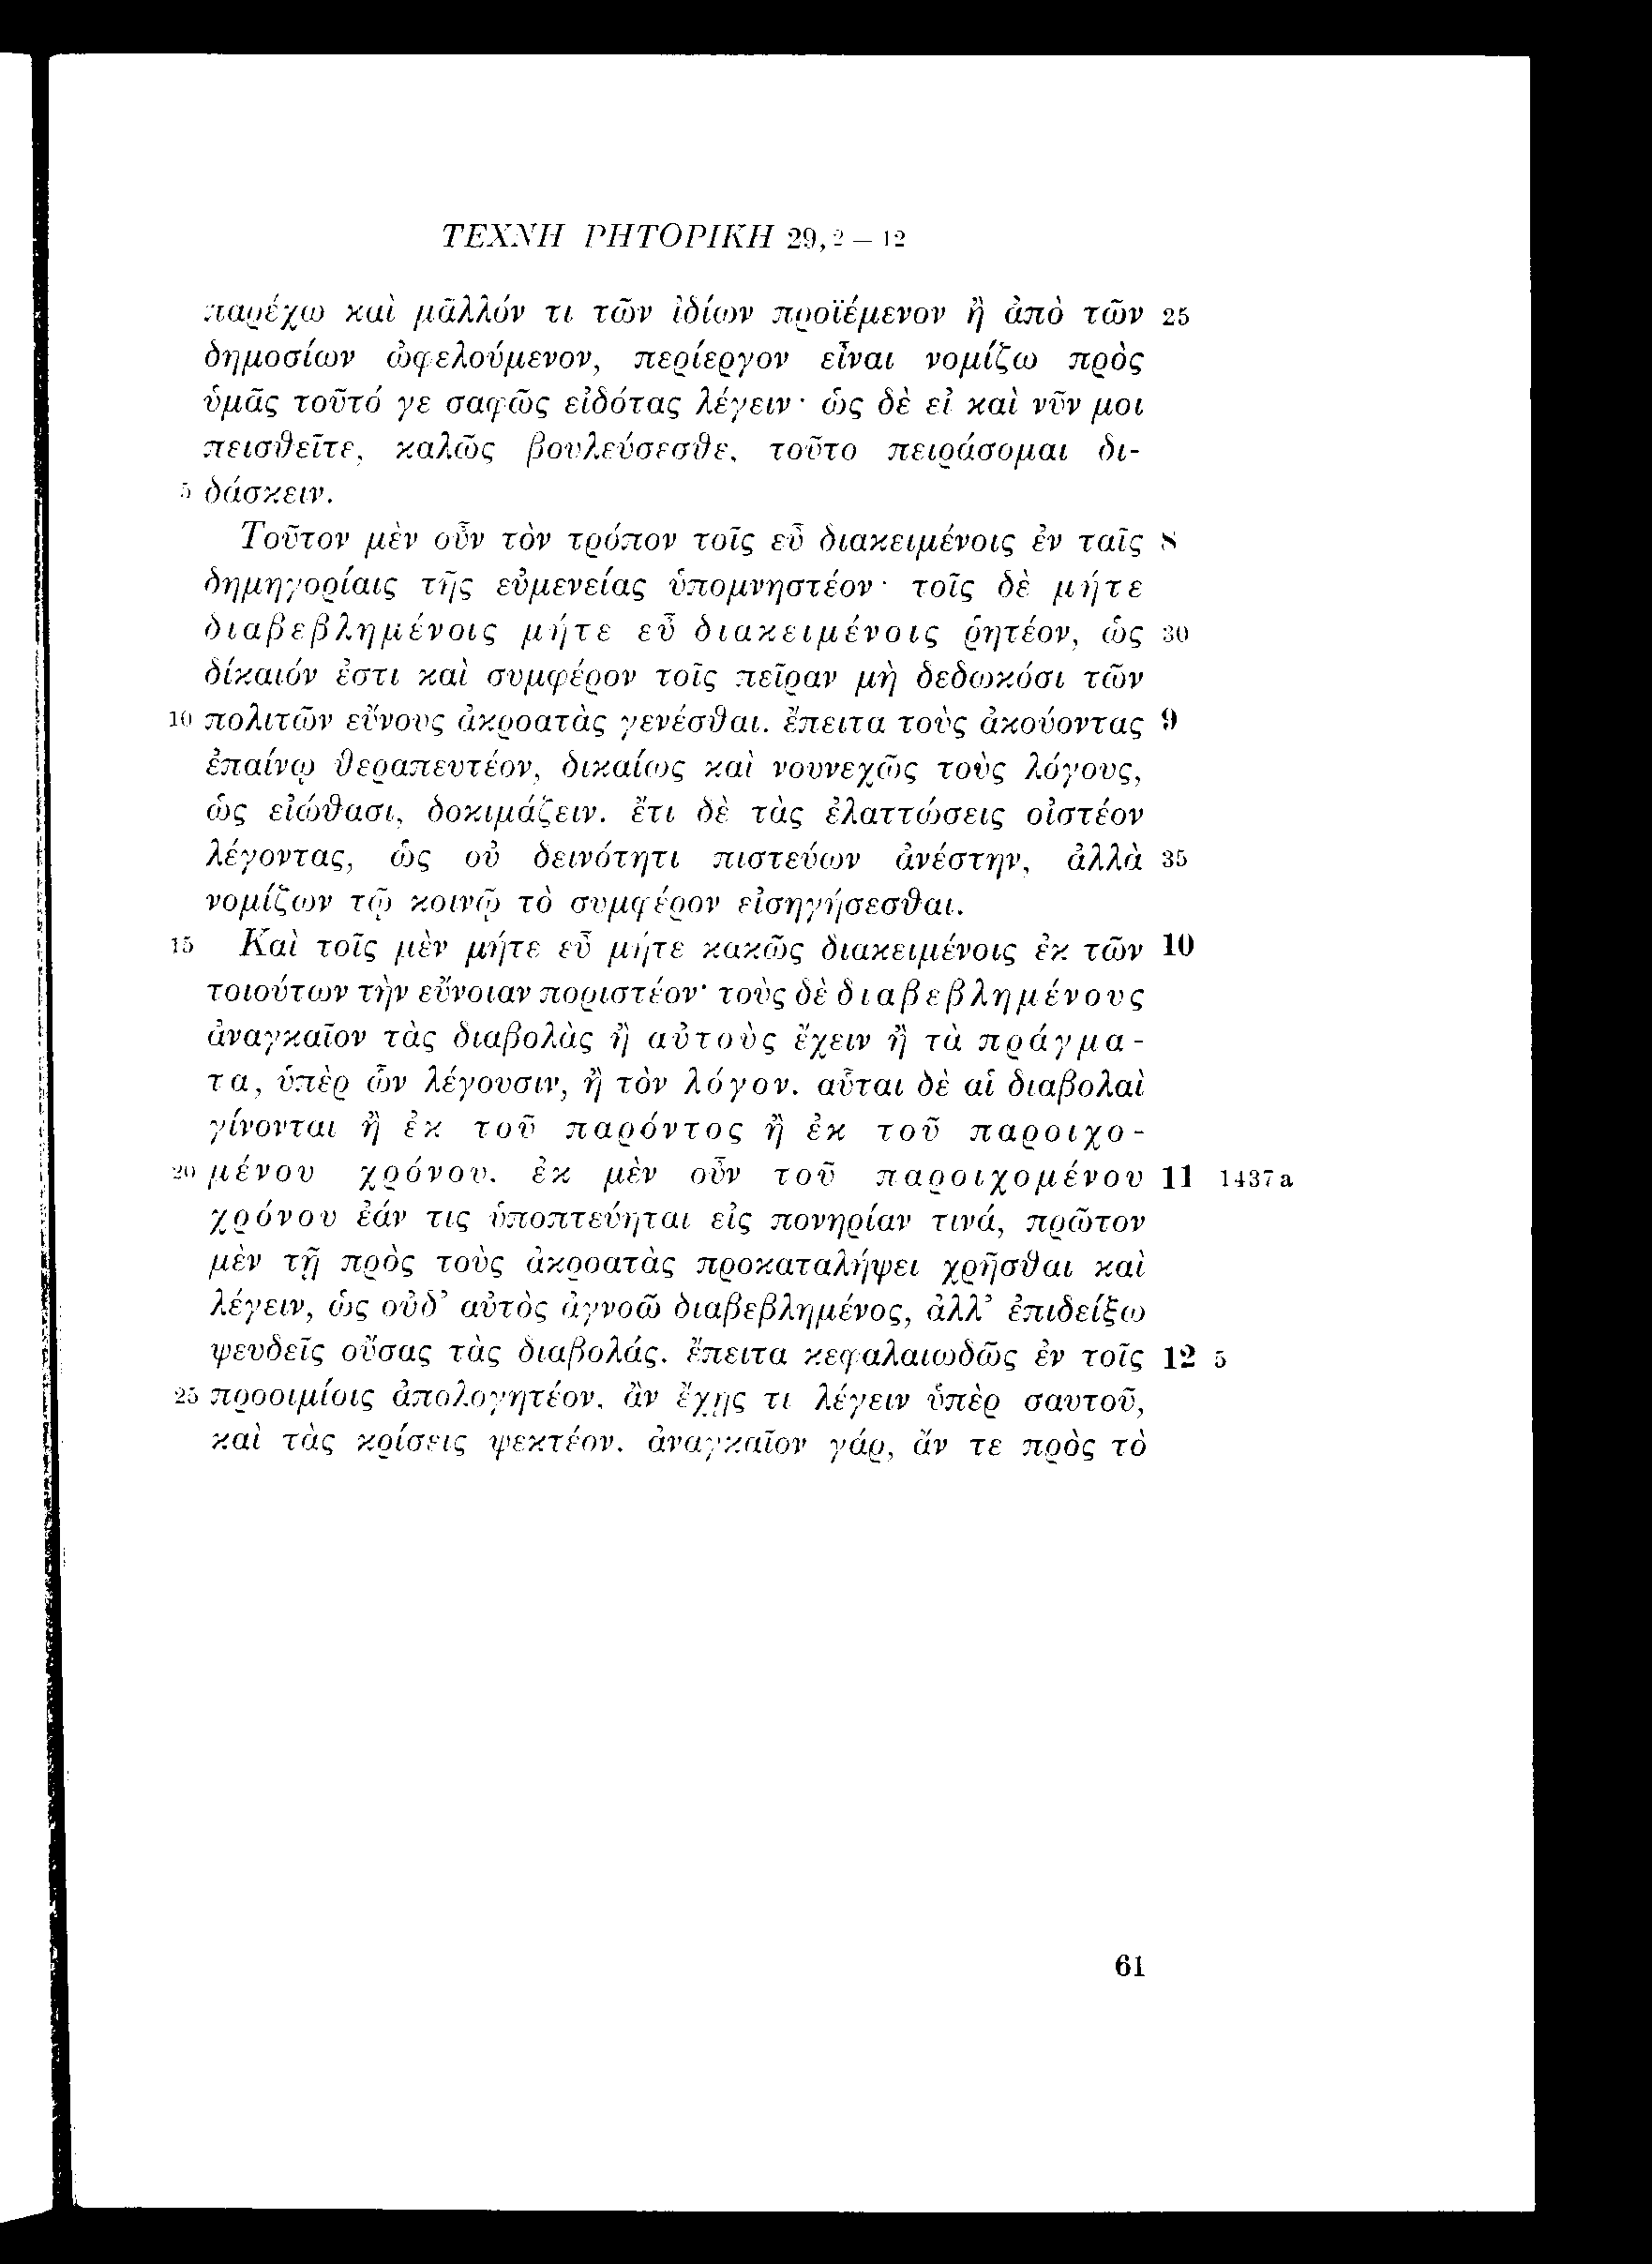 ΤΕΧΝΗ ΡΗΤΟΡΙΚΗ 29,2 – 12
παρέχω καὶ μᾶλλόν τι τῶν ἰδίων προϊέμενον ἢ ἀπὸ τῶν 25
δημοσίων ὠφελούμενον, περίεργον εἶναι νομίζω πρὸς
ὑμᾶς τοῦτό γε σαφῶς εἰδότας λέγειν· ὡς δὲ εἰ καὶ νῦν μοι
πεισθεῖτε, καλῶς βουλεύσεσθε, τοῦτο πειράσομαι δι-
5 δάσκειν.
Τοῦτον μὲν οὖν τὸν τρόπον τοῖς εὖ διακειμένοις ἐν ταῖς 8
δημηγορίαις τῆς εὐμενείας ὑπομνηστέον· τοῖς δὲ μήτε
διαβεβλημένοις μήτε εὖ διακειμένοις ῥητέον, ὡς 30
δίκαιόν ἐστι καὶ συμφέρον τοῖς πεῖραν μὴ δεδωκόσι τῶν
10 πολιτῶν εὔνους ἀκροατὰς γενέσθαι. ἔπειτα τοὺς ἀκούοντας 9
ἐπαίνῳ θεραπευτέον, δικαίως καὶ νουνεχῶς τοὺς λόγους,
ὡς εἰώθασι, δοκιμάζειν. ἔτι δὲ τὰς ἐλαττώσεις οἰστέον
λέγοντας, ὡς οὐ δεινότητι πιστεύων ἀνέστην, ἀλλὰ 35
νομίζων τῷ κοινῷ τὸ συμφέρον εἰσηγήσεσθαι.
15 Καὶ τοῖς μὲν μήτε εὖ μήτε κακῶς διακειμένοις ἐκ τῶν 10
τοιούτων τὴν εὔνοιαν ποριστέον· τοὺς δὲ διαβεβλημένους
ἀναγκαῖον τὰς διαβολὰς ἢ αὐτοὺς ἔχειν ἢ τὰ πράγμα-
τα, ὑπὲρ ὧν λέγουσιν, ἢ τὸν λόγον. αὗται δὲ αἱ διαβολαὶ
γίνονται ἢ ἐκ τοῦ παρόντος ἢ ἐκ τοῦ παροιχο-
20 μένου χρόνου. ἐκ μὲν οὖν τοῦ παροιχομένου 11 1437a
χρόνου ἐάν τις ὑποπτεύηται εἰς πονηρίαν τινά, πρῶτον
μὲν τῇ πρὸς τοὺς ἀκροατὰς προκαταλήψει χρῆσθαι καὶ
λέγειν, ὡς οὐδ’ αὐτὸς ἀγνοῶ διαβεβλημένος, ἀλλ’ ἐπιδείξω
ψευδεῖς οὔσας τὰς διαβολάς. ἔπειτα κεφαλαιωδῶς ἐν τοῖς 12 5
25 προοιμίοις ἀπολογητέον, ἂν ἔχῃς τι λέγειν ὑπὲρ σαυτοῦ,
καὶ τὰς κρίσεις ψεκτέον. ἀναγκαῖον γάρ, ἄν τε πρὸς τὸ
61